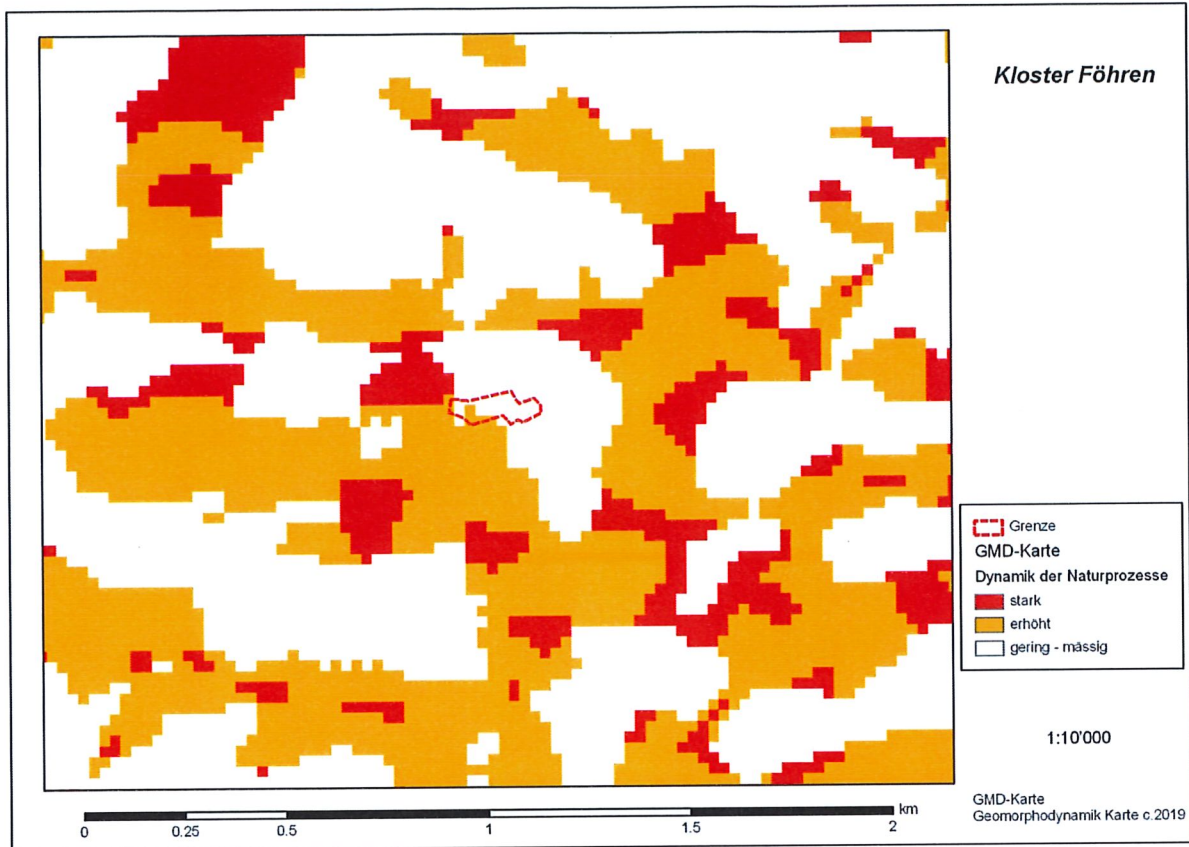 Kloster Föhren
Grenze
GMD-Karte
Dynamik der Naturprozesse
stark
erhöht
gering - mässig
1:10'000
GMD-Karte
Geomorphodynamik Karte c.2019
km
0 0.25 0.5 1 1.5 2